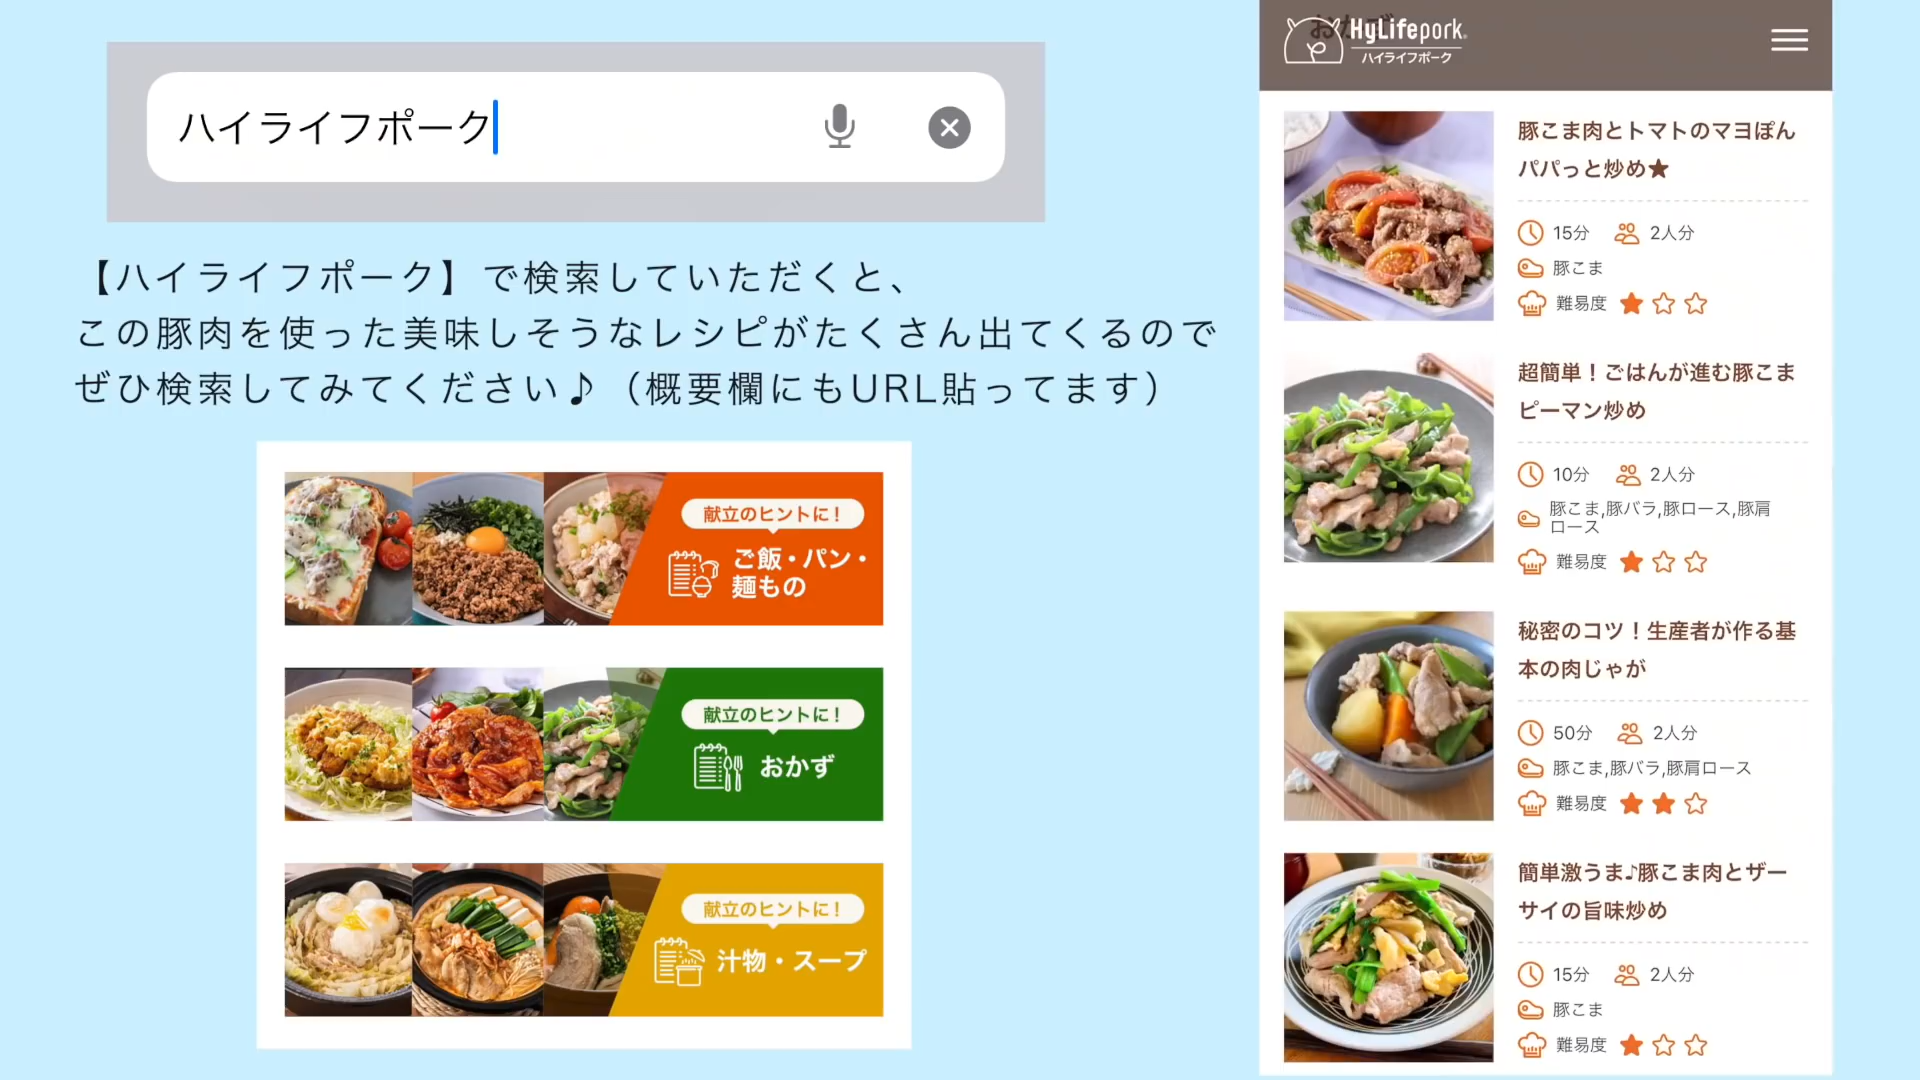 ハイライフポーク
【ハイライフポーク】で検索していただくと、
この豚肉を使った美味しそうなレシピがたくさん出てくるので
ぜひ検索してみてください♪（概要欄にもURL貼ってます）
献立のヒントに！
ご飯・パン・
麺もの
献立のヒントに！
おかず
献立のヒントに！
汁物・スープ
HyLifepork
ハイライフポーク
豚こま肉とトマトのマヨぽん
パパっと炒め★
15分 2人分
豚こま
難易度 ★☆☆
超簡単！ごはんが進む豚こま
ピーマン炒め
10分 2人分
豚こま,豚バラ,豚ロース,豚肩
ロース
難易度 ★☆☆
秘密のコツ！生産者が作る基
本の肉じゃが
50分 2人分
豚こま,豚バラ,豚肩ロース
難易度 ★★☆
簡単激うま♪豚こま肉とザー
サイの旨味炒め
15分 2人分
豚こま
難易度 ★☆☆